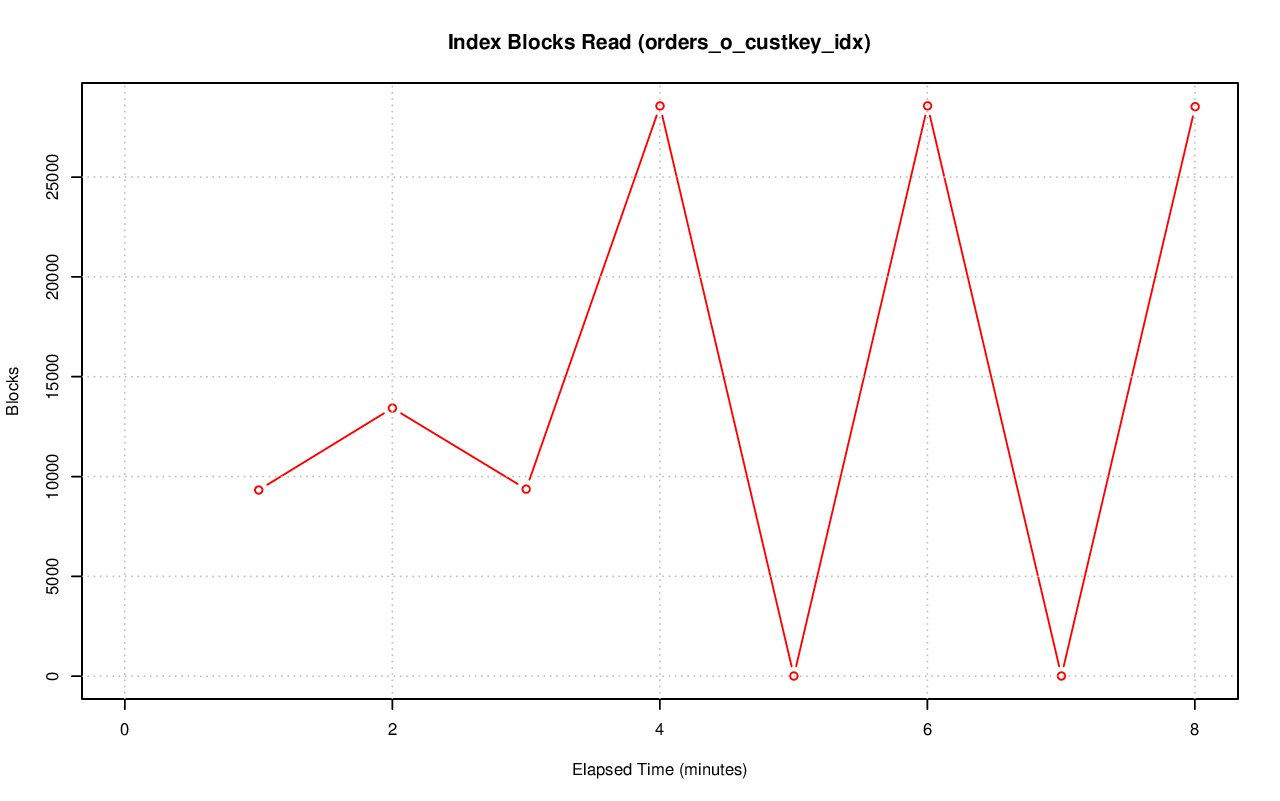 Index Blocks Read (orders_o_custkey_idx)
Blocks
25000
20000
15000
10000
5000
0
0 2 4 6 8
Elapsed Time (minutes)